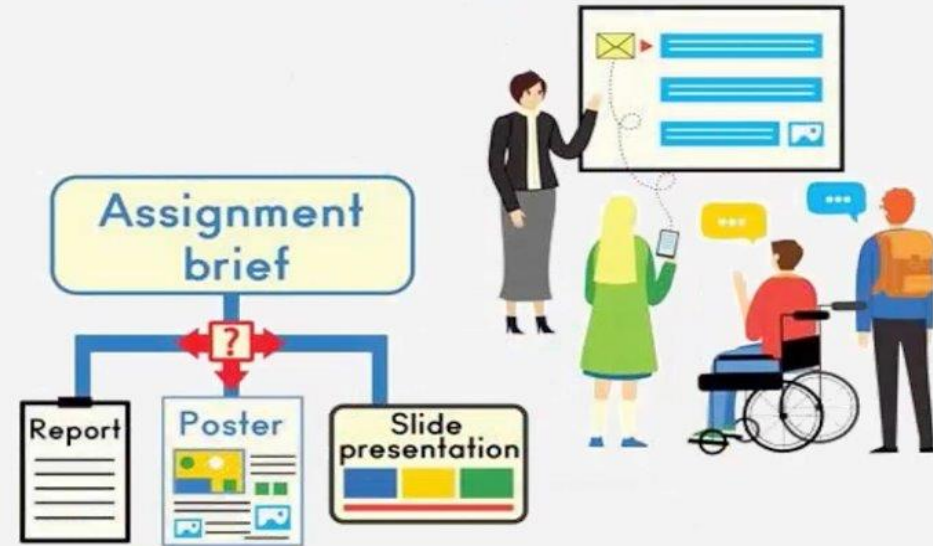 Assignment
brief
?
Report
Poster
Slide
presentation